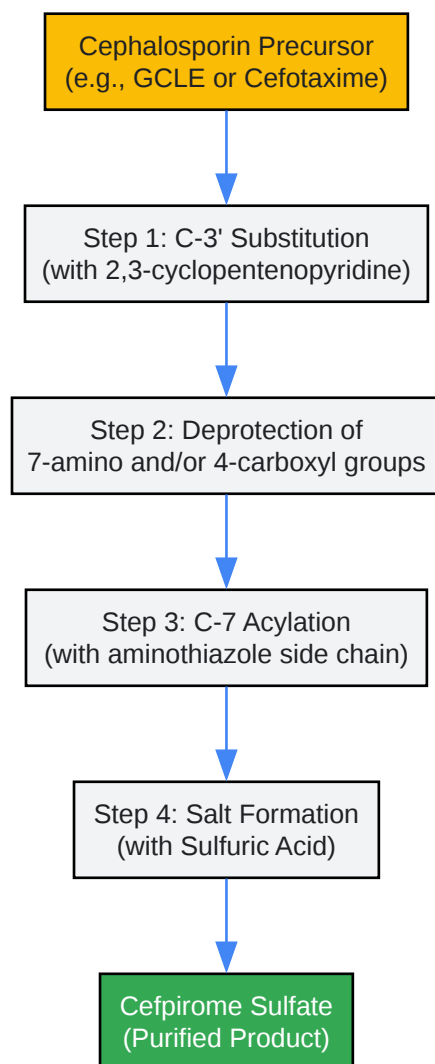 Cephalosporin Precursor
(e.g., GCLE or Cefotaxime)
Step 1: C-3' Substitution
(with 2,3-cyclopentenopyridine)
Step 2: Deprotection of
7-amino and/or 4-carboxyl groups
Step 3: C-7 Acylation
(with aminothiazole side chain)
Step 4: Salt Formation
(with Sulfuric Acid)
Cefpirome Sulfate
(Purified Product)